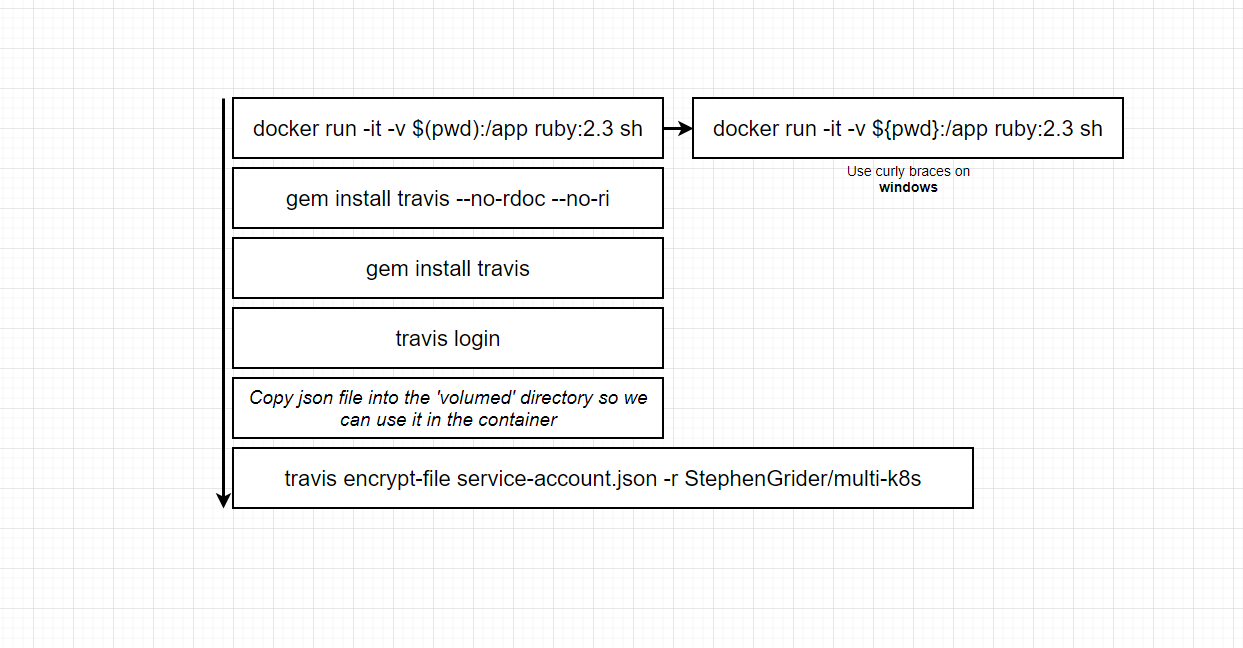 docker run -it -v $(pwd):/app ruby:2.3 sh
docker run -it -v ${pwd}:/app ruby:2.3 sh
Use curly braces on
windows
gem install travis --no-rdoc --no-ri
gem install travis
travis login
Copy json file into the 'volumed' directory so we
can use it in the container
travis encrypt-file service-account.json -r StephenGrider/multi-k8s